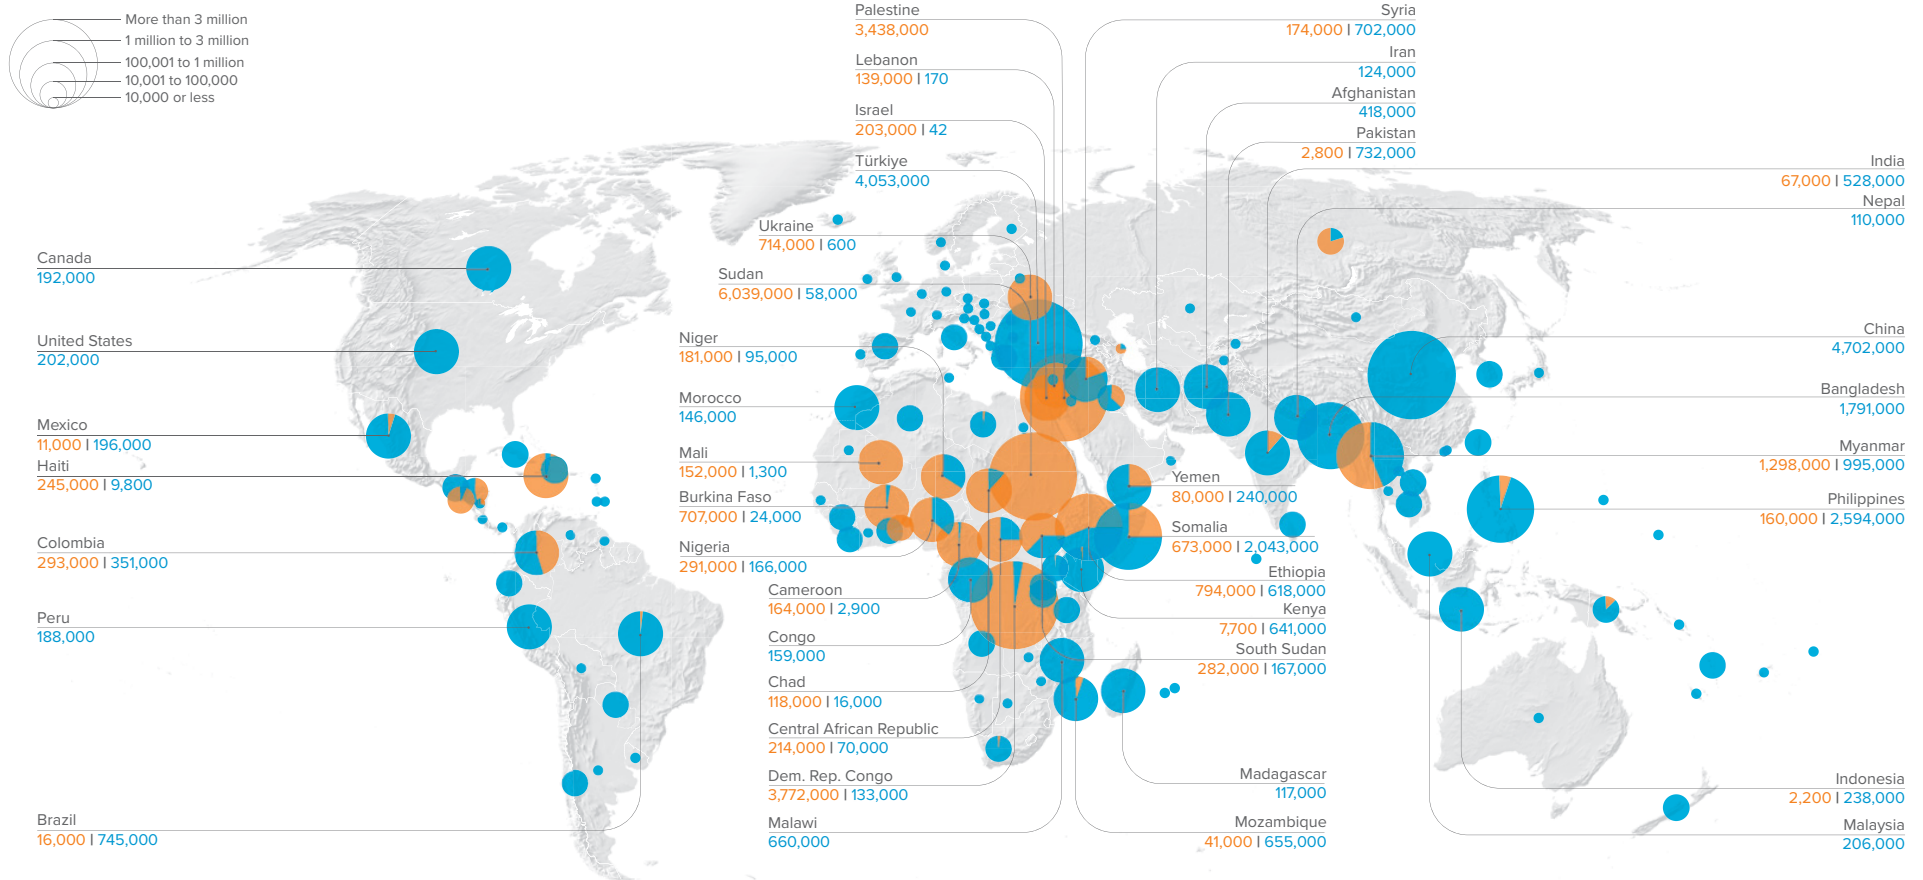 More than 3 million
1 million to 3 million
100,001 to 1 million
10,001 to 100,000
10,000 or less
Canada
192,000
United States
202,000
Mexico
11,000 | 196,000
Haiti
245,000 | 9,800
Colombia
293,000 | 351,000
Peru
188,000
Brazil
16,000 | 745,000
Palestine
3,438,000
Lebanon
139,000 | 170
Israel
203,000 | 42
Türkiye
4,053,000
Ukraine
714,000 | 600
Sudan
6,039,000 | 58,000
Niger
181,000 | 95,000
Morocco
146,000
Mali
152,000 | 1,300
Burkina Faso
707,000 | 24,000
Nigeria
291,000 | 166,000
Cameroon
164,000 | 2,900
Congo
159,000
Chad
118,000 | 16,000
Central African Republic
214,000 | 70,000
Dem. Rep. Congo
3,772,000 | 133,000
Malawi
660,000
Syria
174,000 | 702,000
Iran
124,000
Afghanistan
418,000
Pakistan
2,800 | 732,000
India
67,000 | 528,000
Nepal
110,000
China
4,702,000
Bangladesh
1,791,000
Myanmar
1,298,000 | 995,000
Philippines
160,000 | 2,594,000
Yemen
80,000 | 240,000
Somalia
673,000 | 2,043,000
Ethiopia
794,000 | 618,000
Kenya
7,700 | 641,000
South Sudan
282,000 | 167,000
Madagascar
117,000
Mozambique
41,000 | 655,000
Indonesia
2,200 | 238,000
Malaysia
206,000